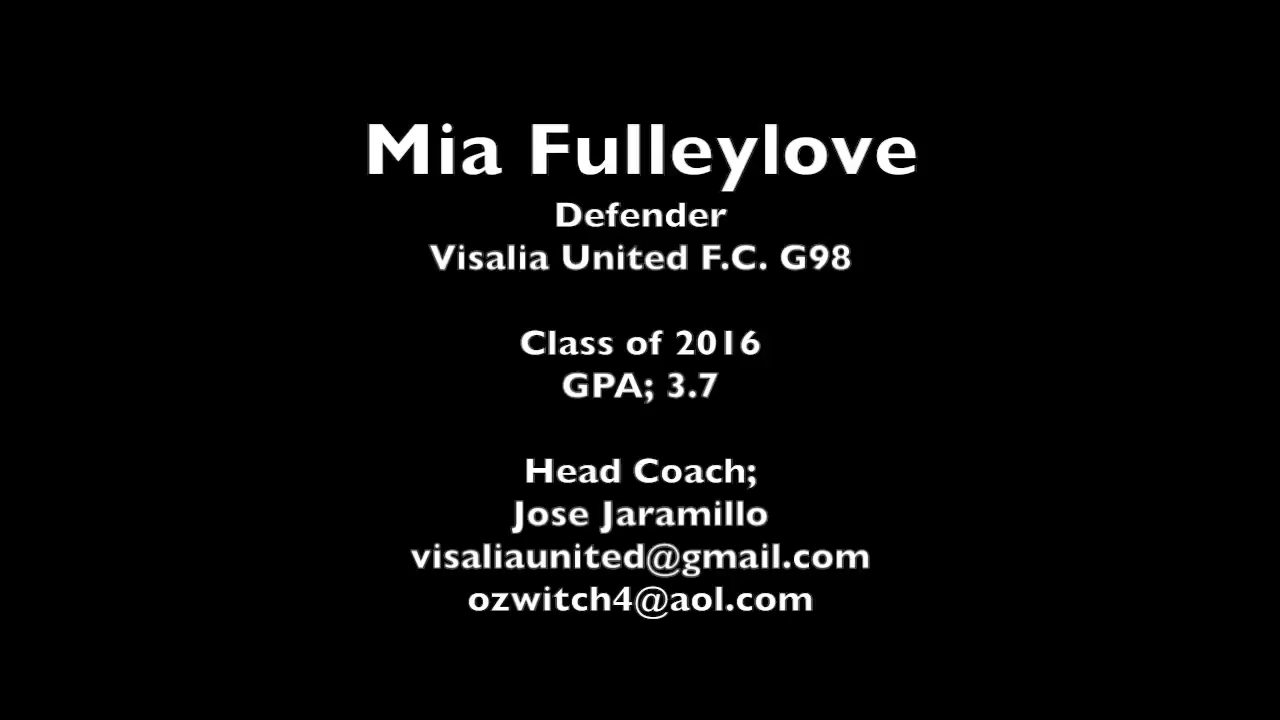 Mia Fulleylove
Defender
Visalia United F.C. G98
Class of 2016
GPA; 3.7
Head Coach;
Jose Jaramillo
visaliaunited@gmail.com
ozwitch4@aol.com